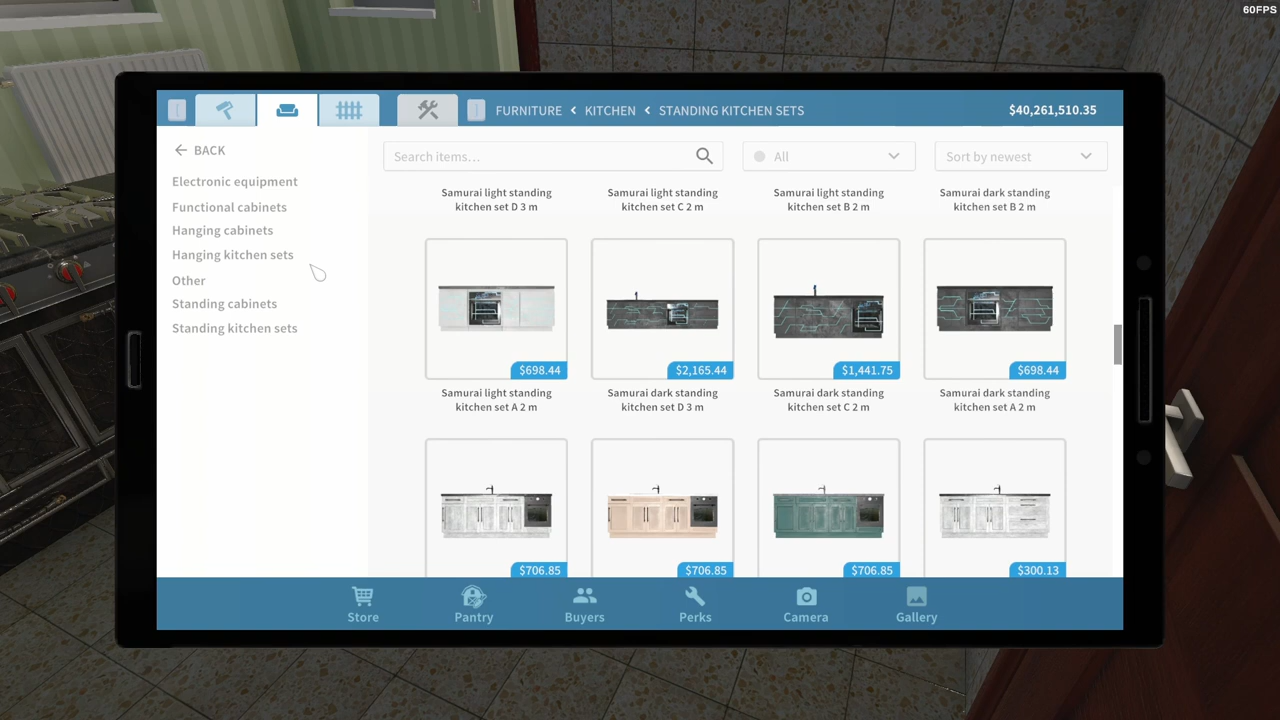 60FPS
FURNITURE < KITCHEN < STANDING KITCHEN SETS
$40,261,510.35
BACK
Search items...
All
Sort by newest
Electronic equipment
Functional cabinets
Hanging cabinets
Hanging kitchen sets
Other
Standing cabinets
Standing kitchen sets
Samurai light standing
kitchen set D 3 m
Samurai light standing
kitchen set C 2 m
Samurai light standing
kitchen set B 2 m
Samurai dark standing
kitchen set B 2 m
$698.44
$2,165.44
$1,441.75
$698.44
Samurai light standing
kitchen set A 2 m
Samurai dark standing
kitchen set D 3 m
Samurai dark standing
kitchen set C 2 m
Samurai dark standing
kitchen set A 2 m
$706.85
$706.85
$706.85
$300.13
Store
Pantry
Buyers
Perks
Camera
Gallery